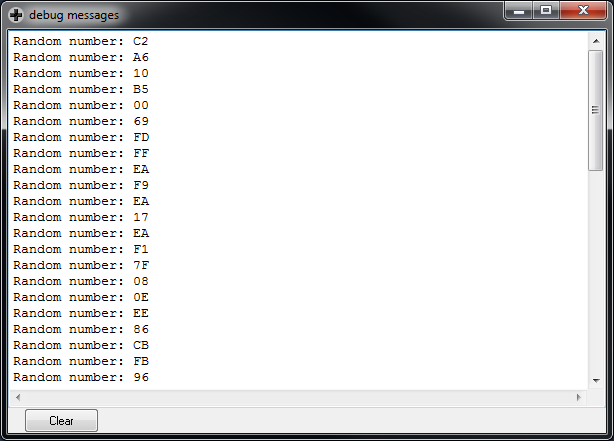 debug messages
Random number: C2
Random number: A6
Random number: 10
Random number: B5
Random number: 00
Random number: 69
Random number: FD
Random number: FF
Random number: EA
Random number: F9
Random number: EA
Random number: 17
Random number: EA
Random number: F1
Random number: 7F
Random number: 08
Random number: 0E
Random number: EE
Random number: 86
Random number: CB
Random number: FB
Random number: 96
Clear